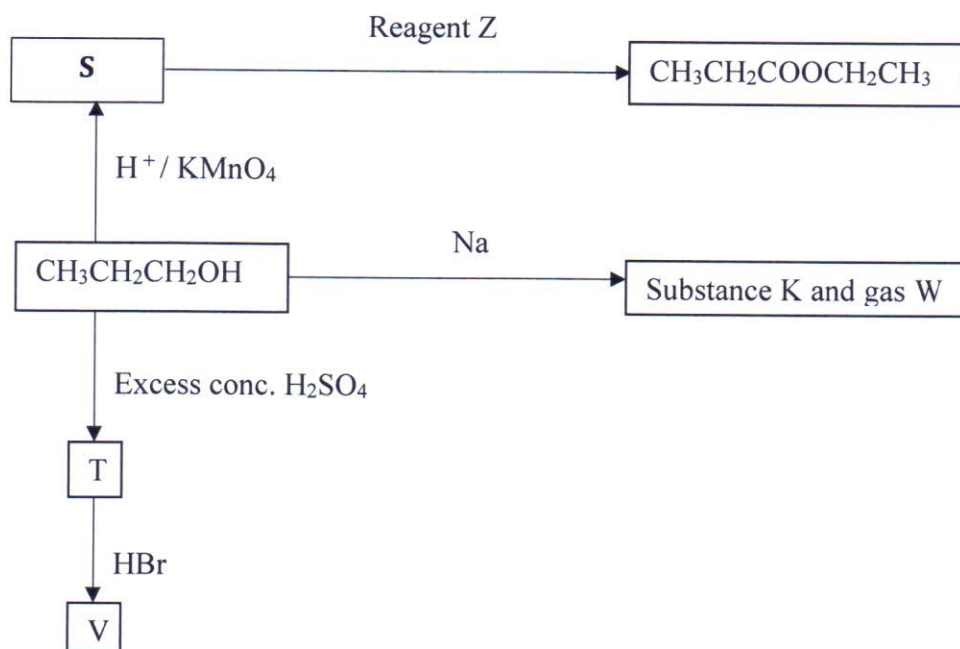 Reagent Z
S
CH₃CH₂COOCH₂CH₃
H⁺ / KMnO₄
Na
CH₃CH₂CH₂OH
Substance K and gas W
Excess conc. H₂SO₄
T
HBr
V